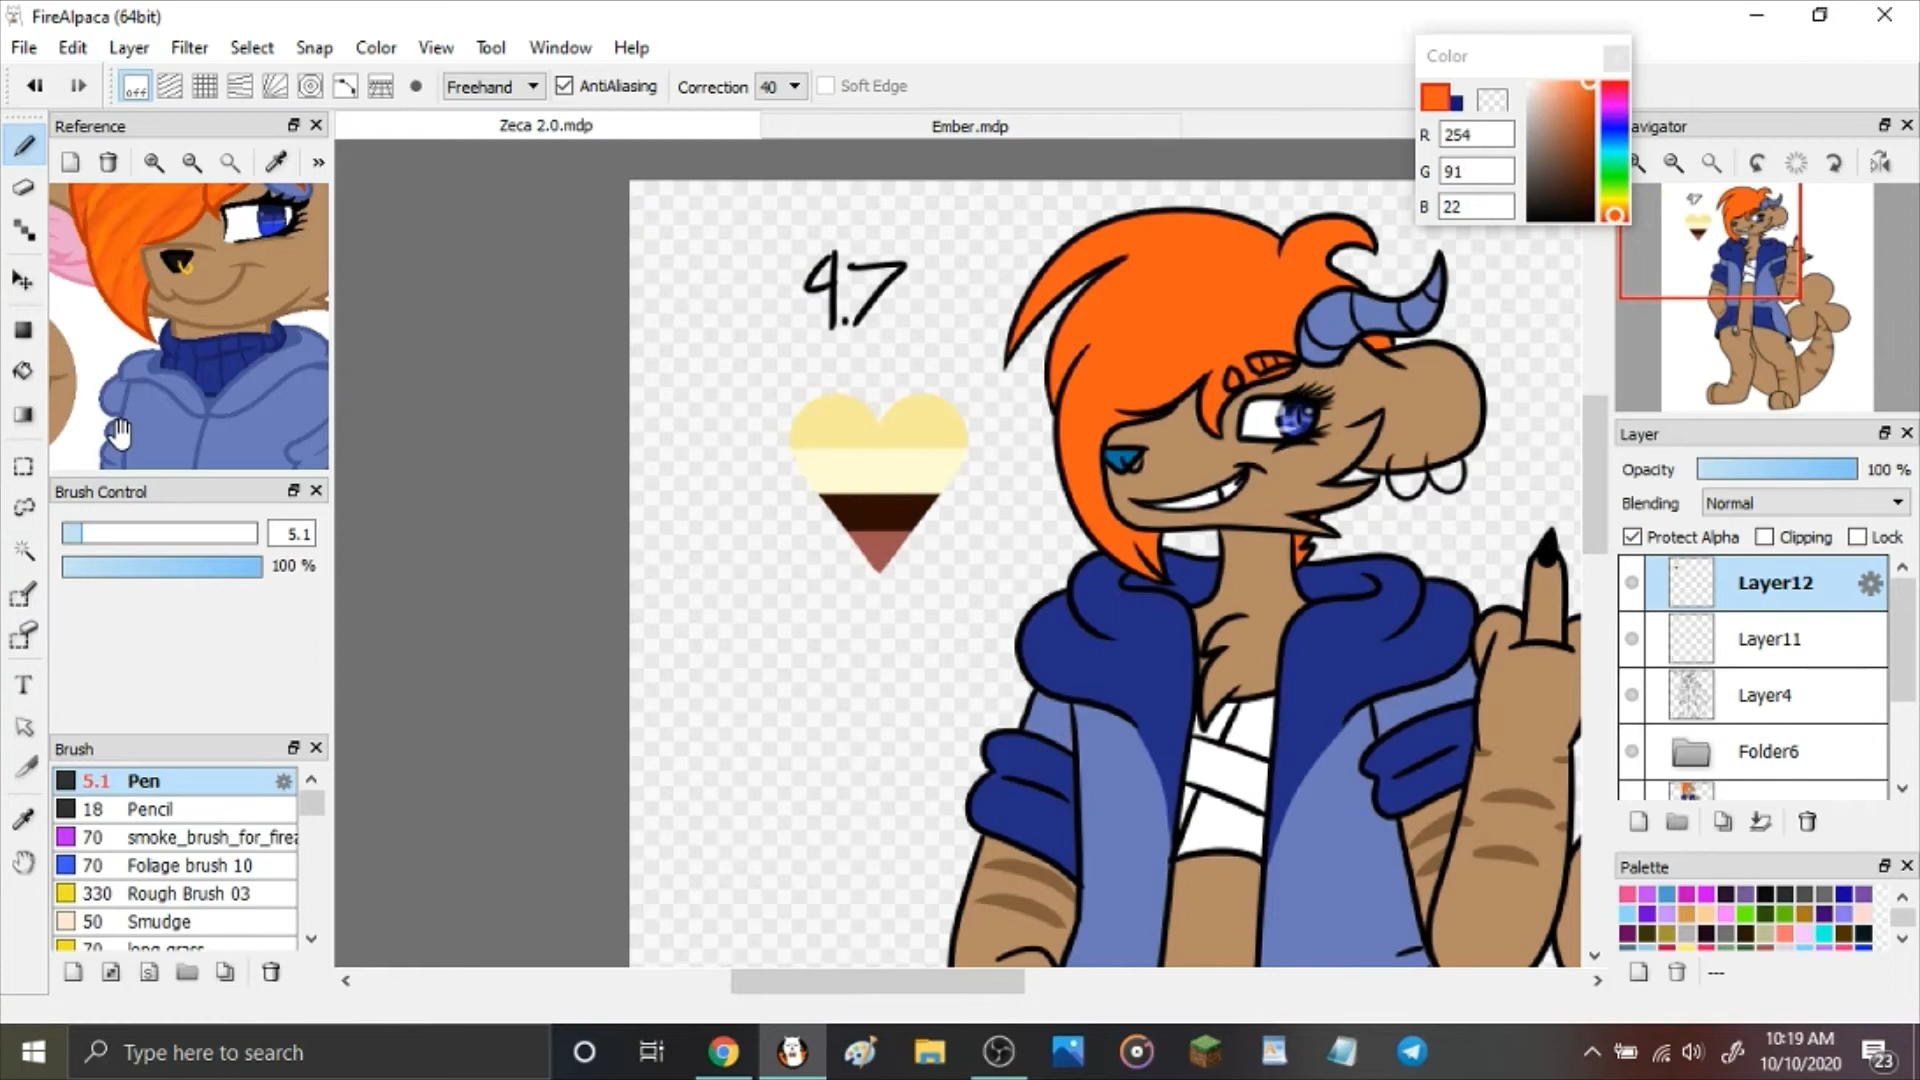 FireAlpaca (64bit)
File Edit Layer Filter Select Snap Color View Tool Window Help
off Freehand AntiAliasing Correction 40 Soft Edge
Color
R 254
G 91
B 22
Reference
Zeca 2.0.mdp
Ember.mdp
avigator
»
Brush Control
5.1
100 %
Brush
5.1 Pen
18 Pencil
70 smoke_brush_for_firea
70 Foliage brush 10
330 Rough Brush 03
50 Smudge
70 long grass
T
Layer
Opacity 100 %
Blending Normal
Protect Alpha Clipping Lock
Layer12
Layer11
Layer4
Folder6
Palette
---
Type here to search
10:19 AM
10/10/2020
23